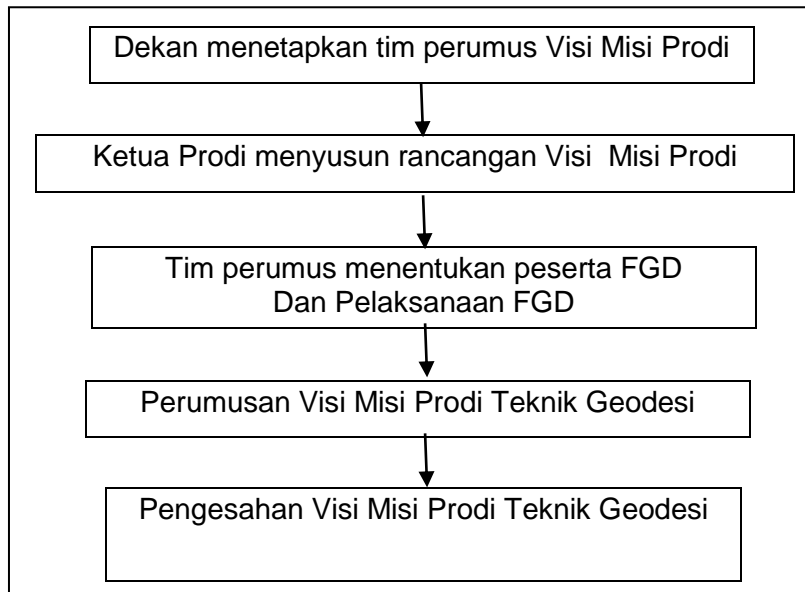 Dekan menetapkan tim perumus Visi Misi Prodi
Ketua Prodi menyusun rancangan Visi Misi Prodi
Tim perumus menentukan peserta FGD
Dan Pelaksanaan FGD
Perumusan Visi Misi Prodi Teknik Geodesi
Pengesahan Visi Misi Prodi Teknik Geodesi